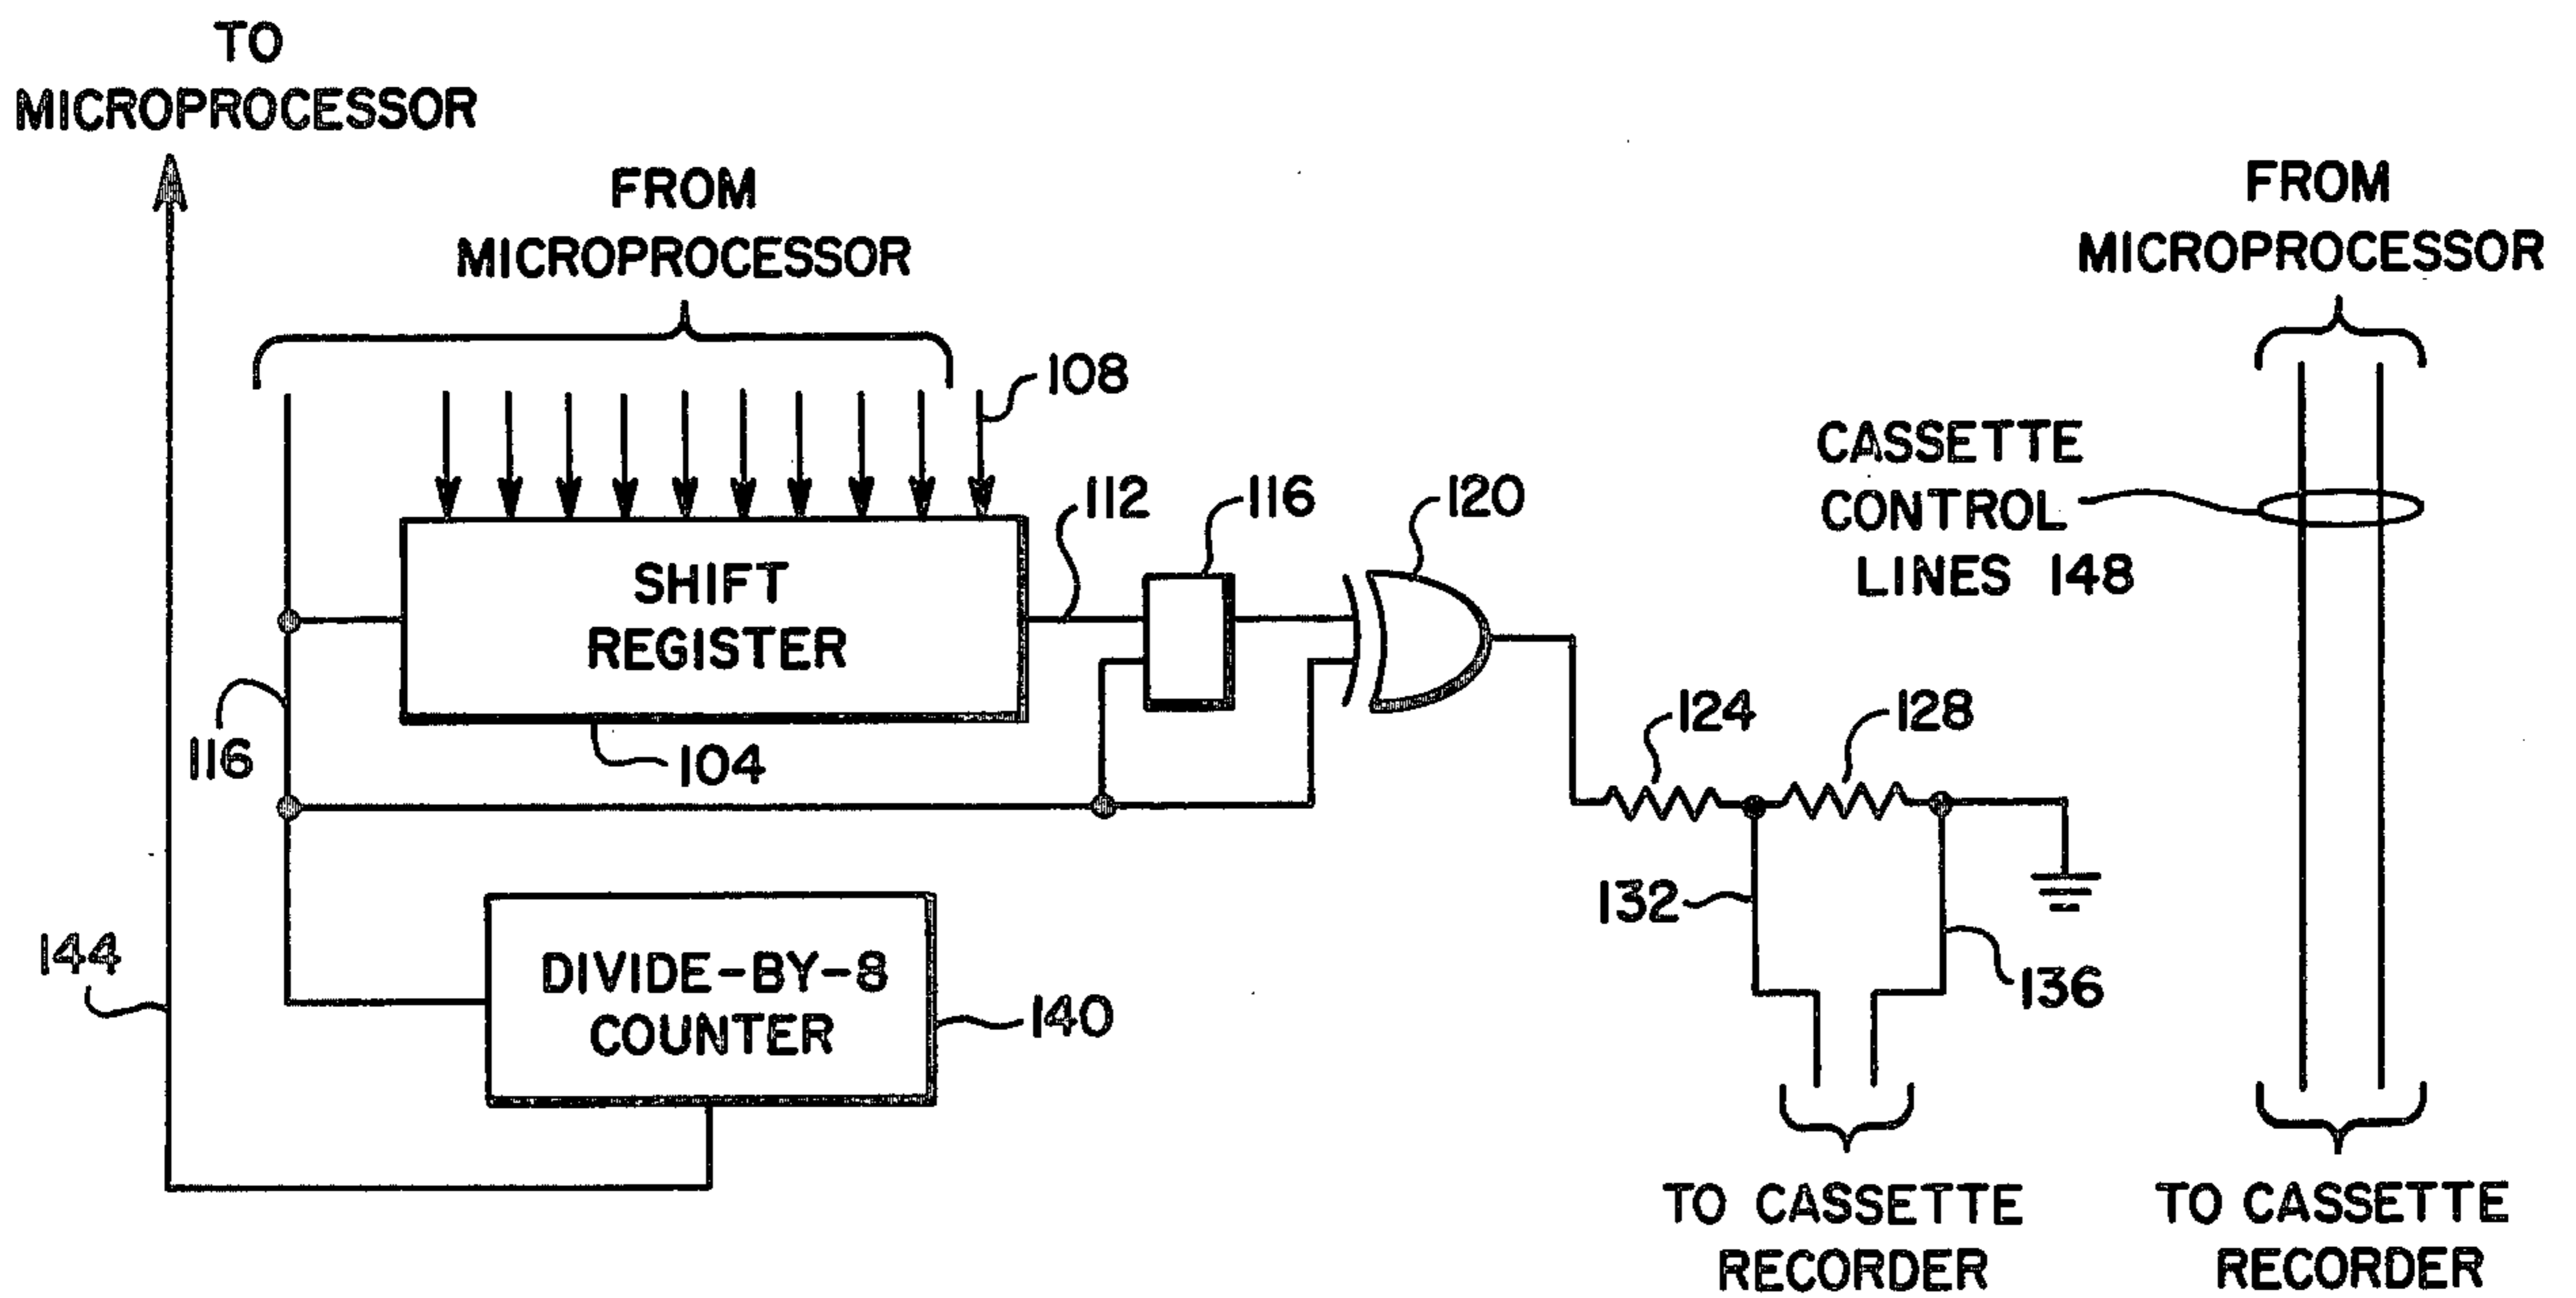 TO
MICROPROCESSOR
FROM
MICROPROCESSOR
FROM
MICROPROCESSOR
108
CASSETTE
CONTROL
LINES 148
112
116
120
SHIFT
REGISTER
116
104
124
128
132
136
144
DIVIDE-BY-8
COUNTER
140
TO CASSETTE
RECORDER
TO CASSETTE
RECORDER